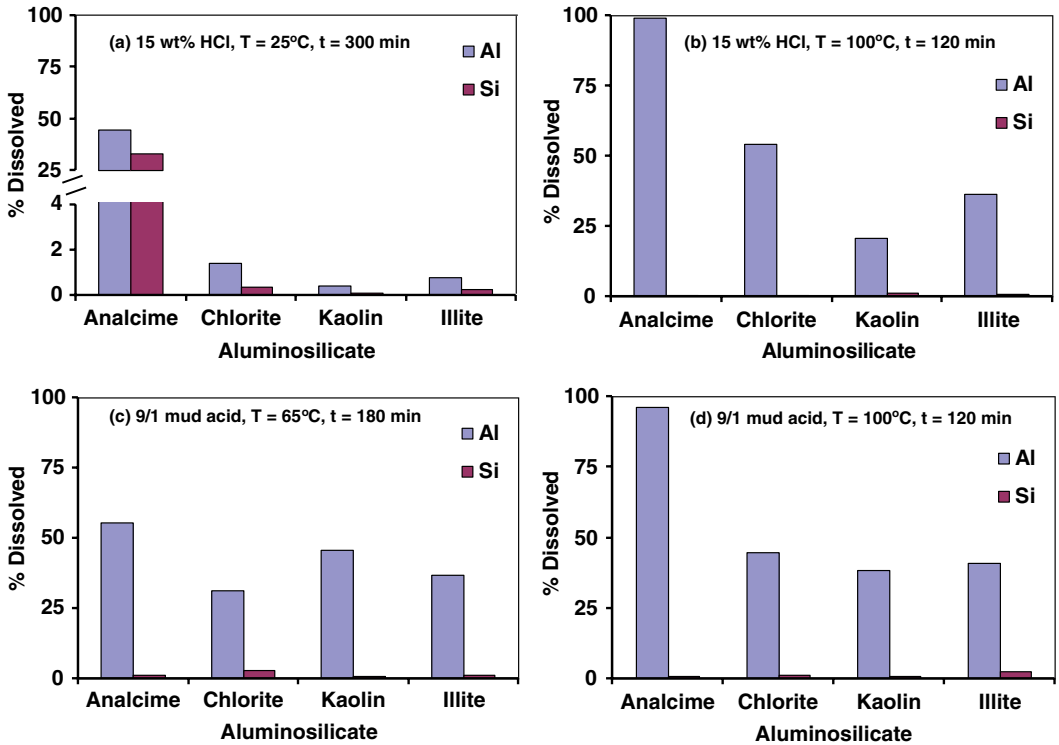 (a) 15 wt% HCl, T = 25°C, t = 300 min
% Dissolved
100
75
50
25
4
2
0
Al
Si
Analcime Chlorite Kaolin Illite
Aluminosilicate
(b) 15 wt% HCl, T = 100°C, t = 120 min
% Dissolved
100
75
50
25
0
Al
Si
Analcime Chlorite Kaolin Illite
Aluminosilicate
(c) 9/1 mud acid, T = 65°C, t = 180 min
% Dissolved
100
75
50
25
0
Al
Si
Analcime Chlorite Kaolin Illite
Aluminosilicate
(d) 9/1 mud acid, T = 100°C, t = 120 min
% Dissolved
100
75
50
25
0
Al
Si
Analcime Chlorite Kaolin Illite
Aluminosilicate